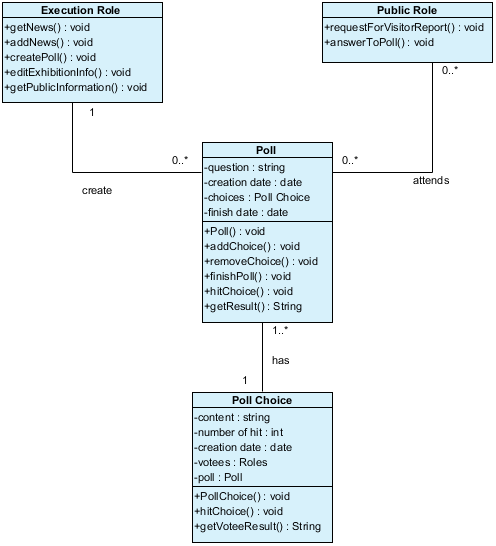 Execution Role
+getNews() : void
+addNews() : void
+createPoll() : void
+editExhibitionInfo() : void
+getPublicInformation() : void
Public Role
+requestForVisitorReport() : void
+answerToPoll() : void
1
0..*
0..*
0..*
create
attends
Poll
-question : string
-creation date : date
-choices : Poll Choice
-finish date : date
+Poll() : void
+addChoice() : void
+removeChoice() : void
+finishPoll() : void
+hitChoice() : void
+getResult() : String
1..*
has
1
Poll Choice
-content : string
-number of hit : int
-creation date : date
-votees : Roles
-poll : Poll
+PollChoice() : void
+hitChoice() : void
+getVoteeResult() : String